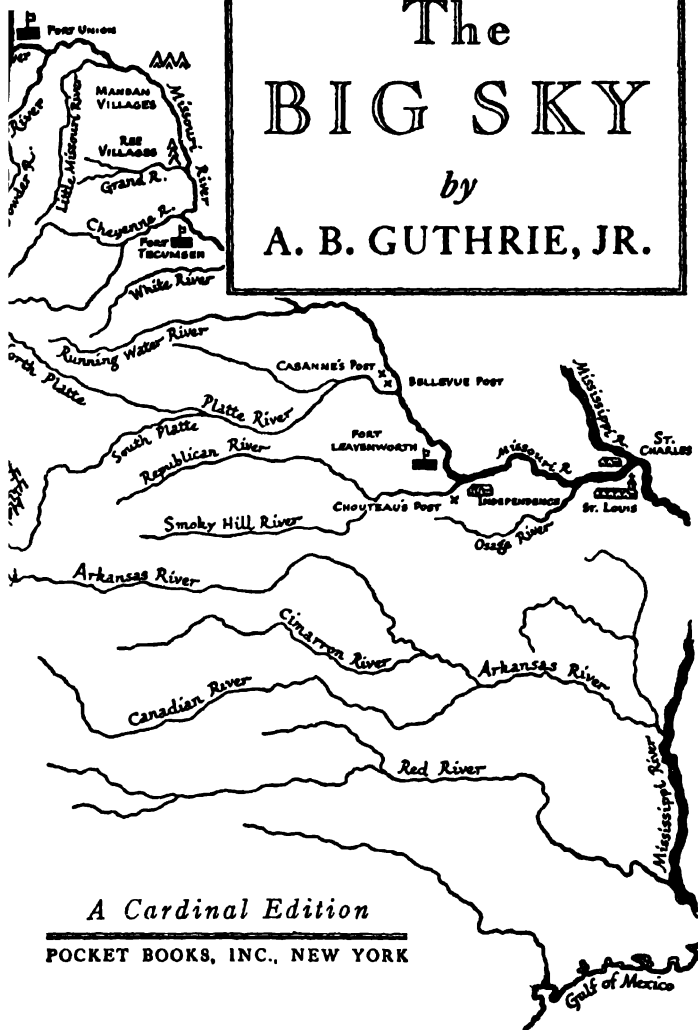 The
BIG SKY
by
A. B. GUTHRIE, JR.
FORT UNION
MANDAN
VILLAGES
Missouri River
Little Missouri River
River
REE
VILLAGES
Grand R.
Cheyenne R.
FORT
TECUMSEH
White River
Running Water River
CABANNE'S POST
BELLEVUE POST
Platte River
South Platte
Republican River
FORT
LEAVENWORTH
Missouri R.
Mississippi R.
ST.
CHARLES
INDEPENDENCE
CHOUTEAU'S POST
ST. LOUIS
Smoky Hill River
Osage River
Arkansas River
Cimarron River
Arkansas River
Canadian River
Red River
Mississippi River
Gulf of Mexico
A Cardinal Edition
POCKET BOOKS, INC., NEW YORK